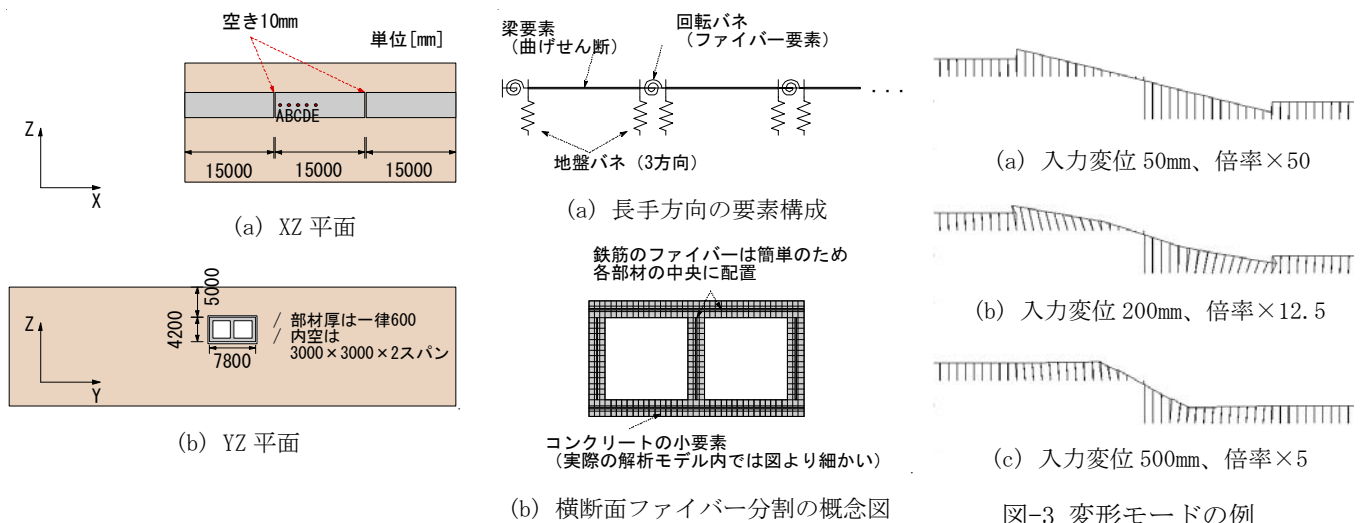 空き10mm
単位[mm]
Z
X
ABCDE
15000
15000
15000
(a) XZ 平面
Z
Y
5000
4200
7800
部材厚は一律600
内空は
3000×3000×2スパン
(b) YZ 平面
梁要素
(曲げせん断)
回転バネ
(ファイバー要素)
...
地盤バネ (3方向)
(a) 長手方向の要素構成
鉄筋のファイバーは簡単のため
各部材の中央に配置
コンクリートの小要素
(実際の解析モデル内では図より細かい)
(b) 横断面ファイバー分割の概念図
(a) 入力変位 50mm、倍率×50
(b) 入力変位 200mm、倍率×12.5
(c) 入力変位 500mm、倍率×5
図-3 変形モードの例